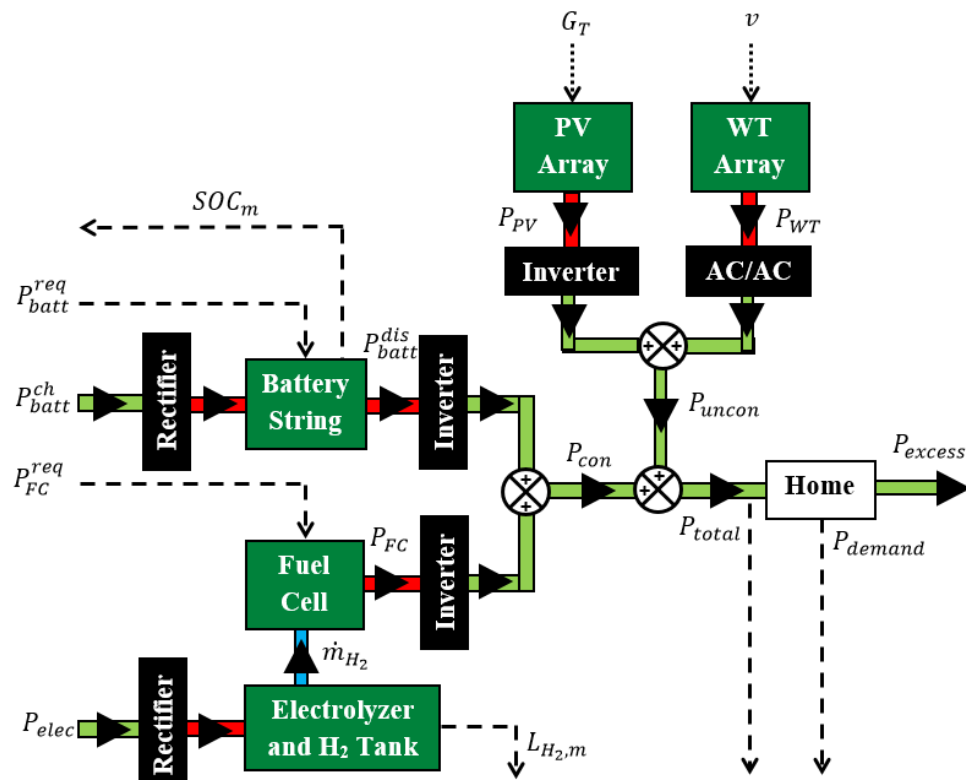 G_T
v
PV
Array
WT
Array
SOC_m
P_PV
P_WT
Inverter
AC/AC
P_batt^req
P_batt^dis
P_batt^ch
Rectifier
Battery
String
Inverter
P_uncon
P_FC^req
P_con
P_excess
Home
P_total
P_demand
P_FC
Fuel
Cell
Inverter
ṁ_H₂
P_elec
Rectifier
Electrolyzer
and H₂ Tank
L_H₂,m
+ +
+ + +
+ + +